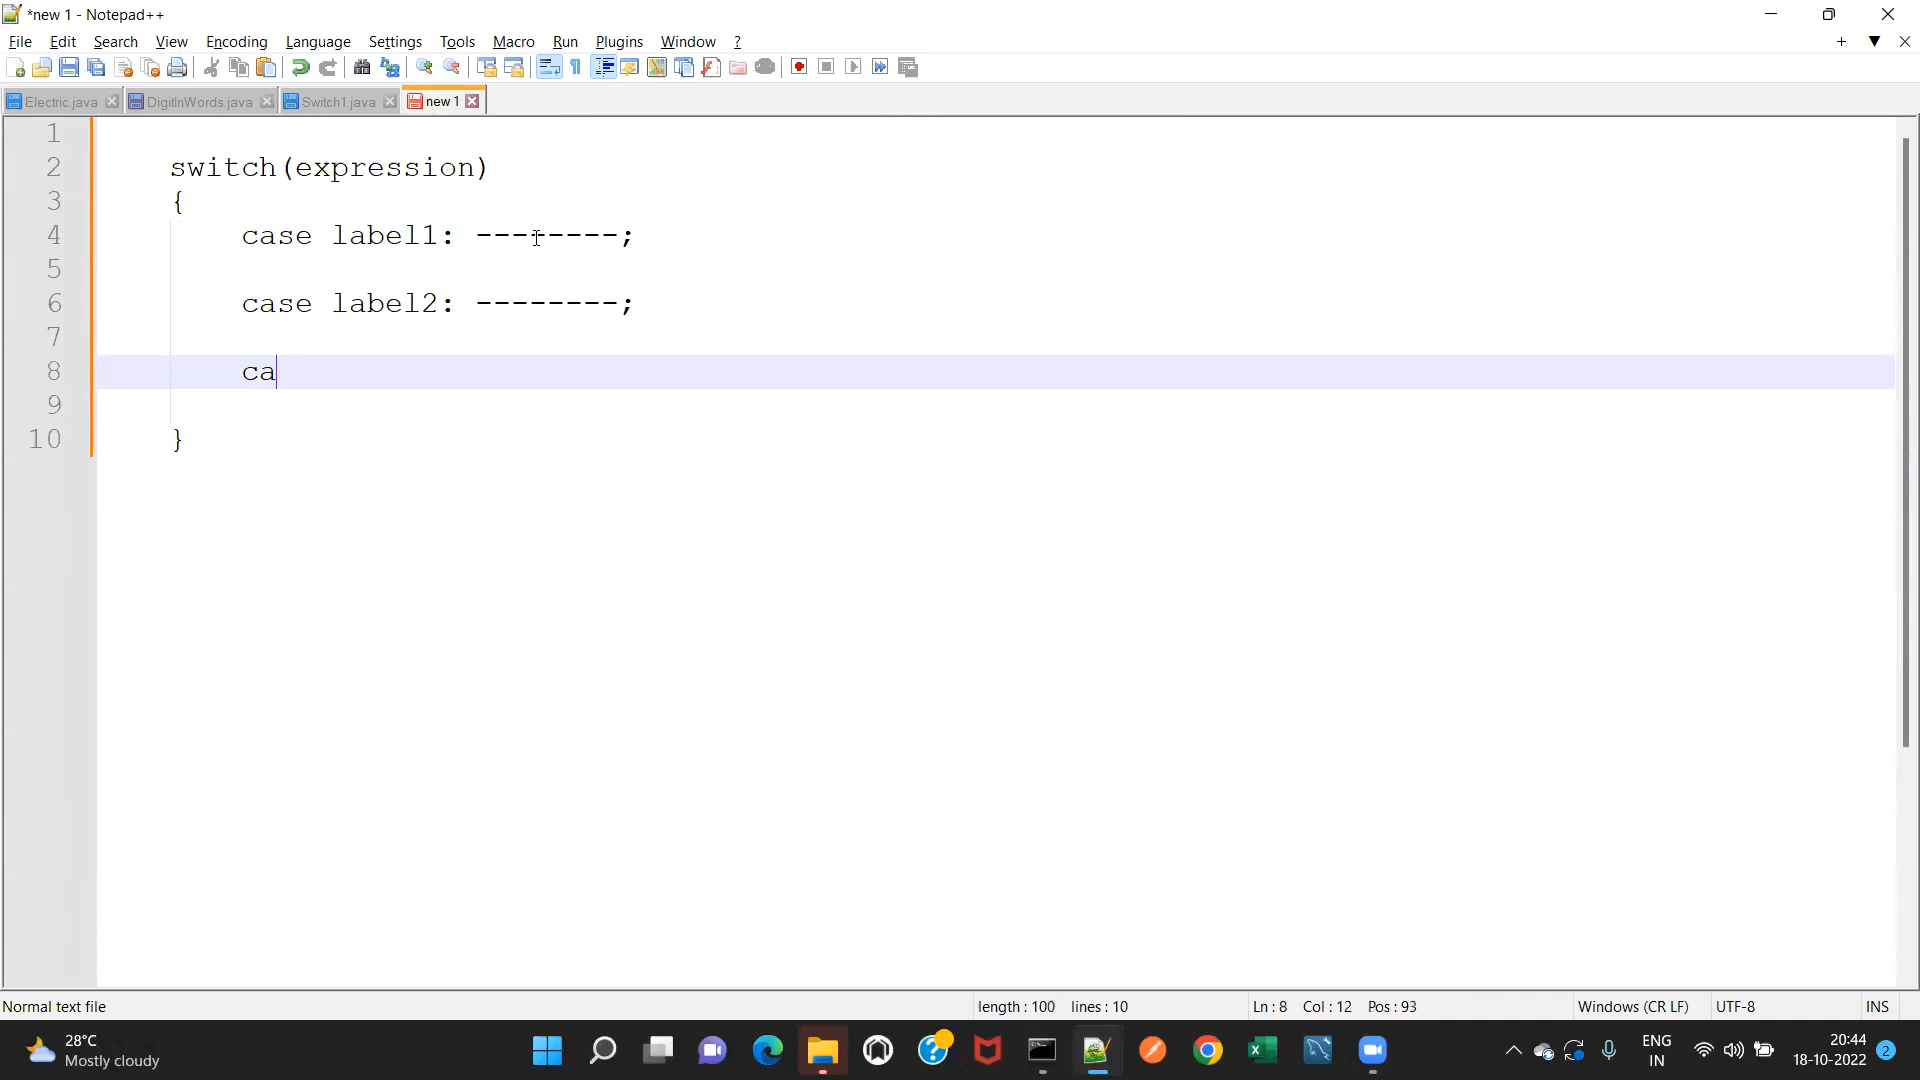 *new 1 - Notepad++
File Edit Search View Encoding Language Settings Tools Macro Run Plugins Window ?
Electric.java DigitInWords.java Switch1.java new 1
1
2 switch(expression)
3 {
4 case label1: --------;
5
6 case label2: --------;
7
8 ca
9
10 }
Normal text file length : 100 lines : 10 Ln : 8 Col : 12 Pos : 93 Windows (CR LF) UTF-8 INS
28°C
Mostly cloudy
ENG
IN
20:44
18-10-2022
2